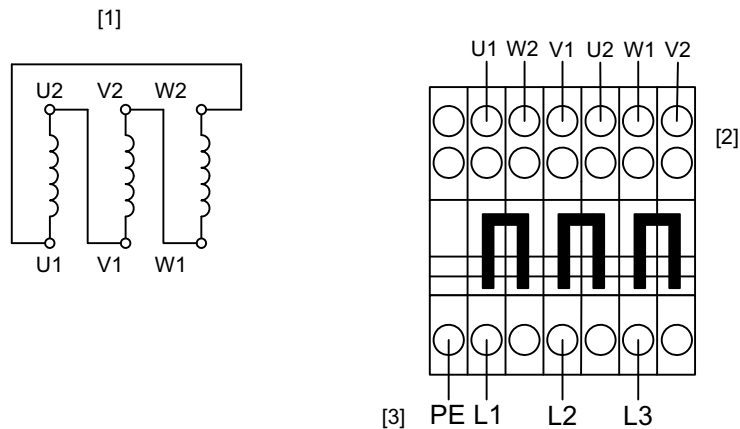 [1]
U2 V2 W2
U1 V1 W1
U1 W2 V1 U2 W1 V2
[2]
[3] PE L1 L2 L3